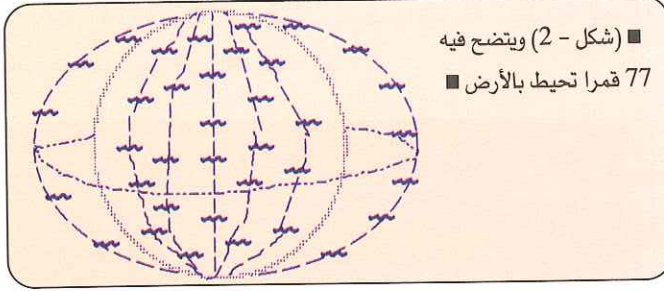 ■ (شكل - 2) ويتضح فيه
77 قمرا تحيط بالأرض ■